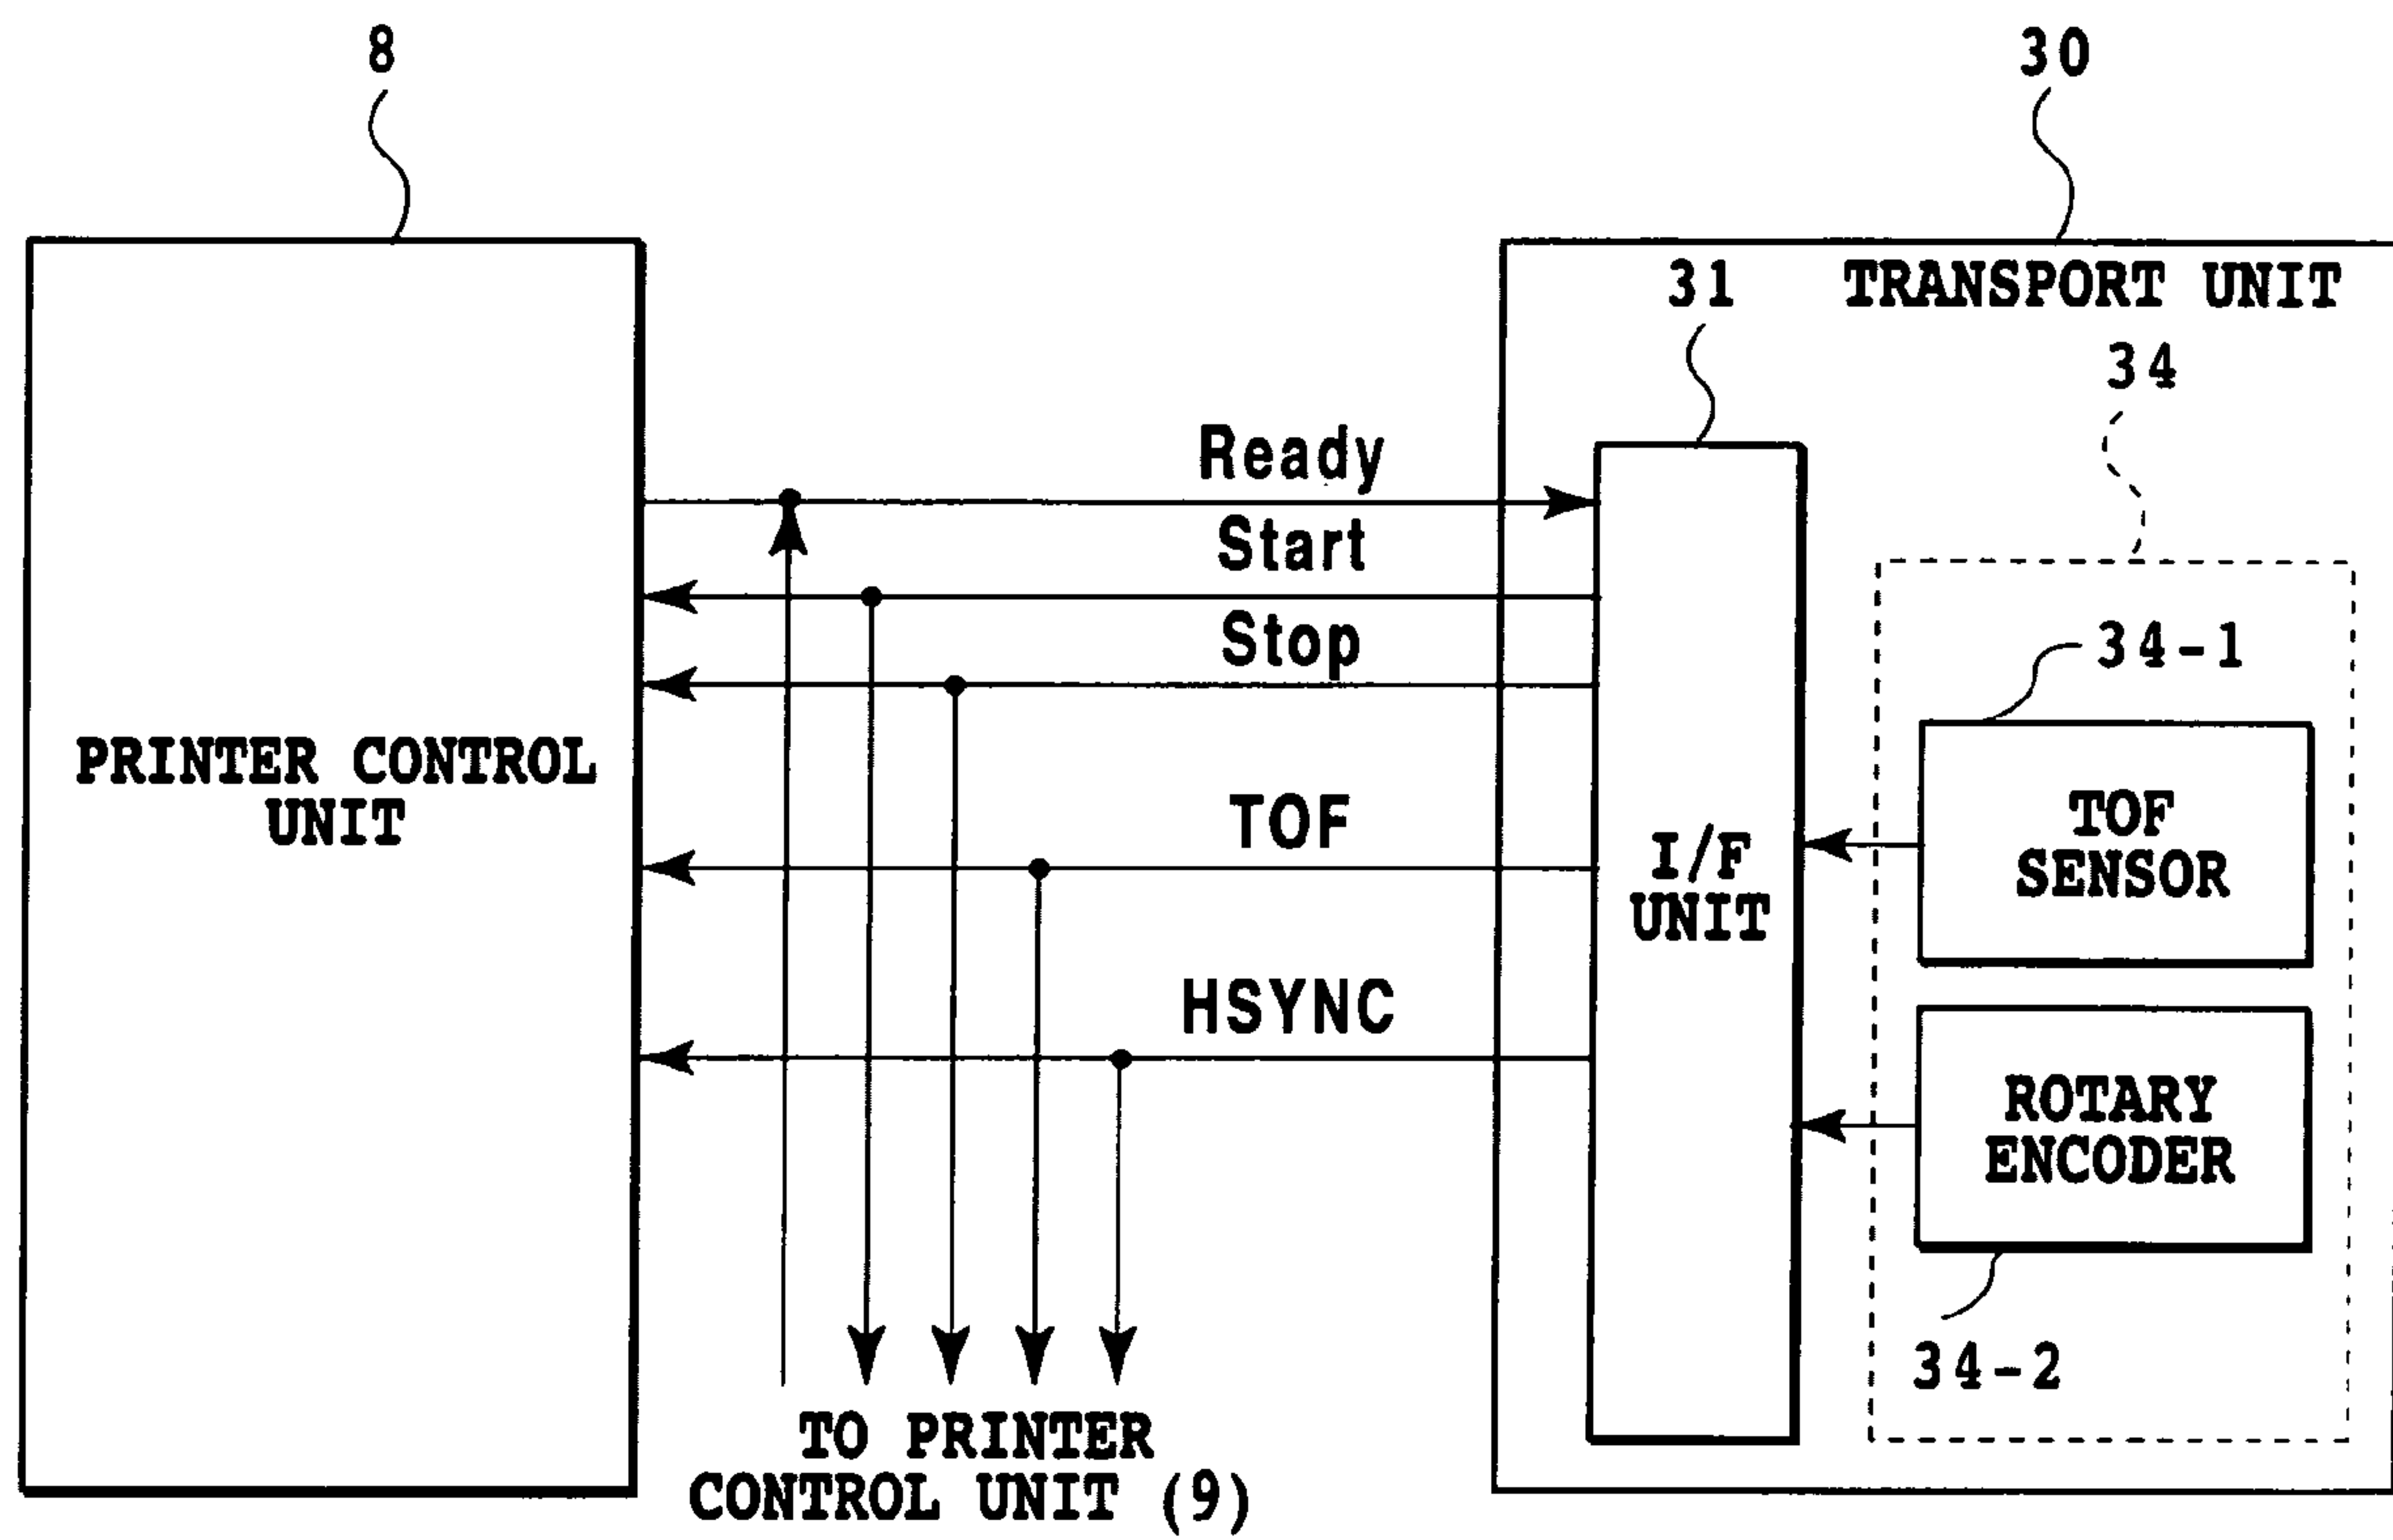 8
30
31
TRANSPORT UNIT
34
Ready
Start
Stop
34-1
PRINTER CONTROL
UNIT
TOF
TOF
SENSOR
I/F
UNIT
HSYNC
ROTARY
ENCODER
34-2
TO PRINTER
CONTROL UNIT (9)